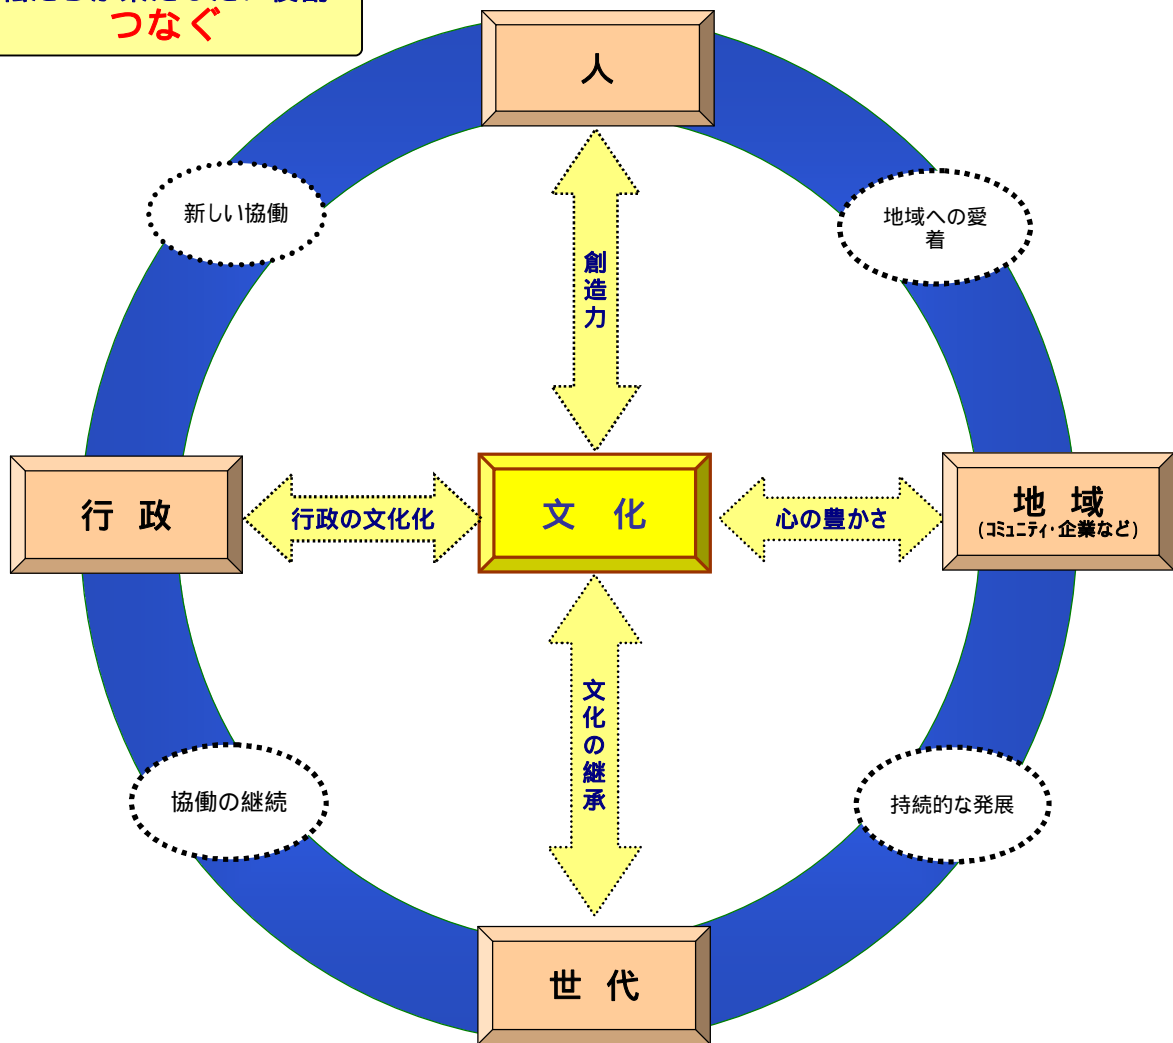 つなぐ
人
新しい協働
地域への愛
着
創造力
行 政
行政の文化化
文 化
心の豊かさ
地 域
(コミュニティ・企業など)
文化の継承
協働の継続
持続的な発展
世 代